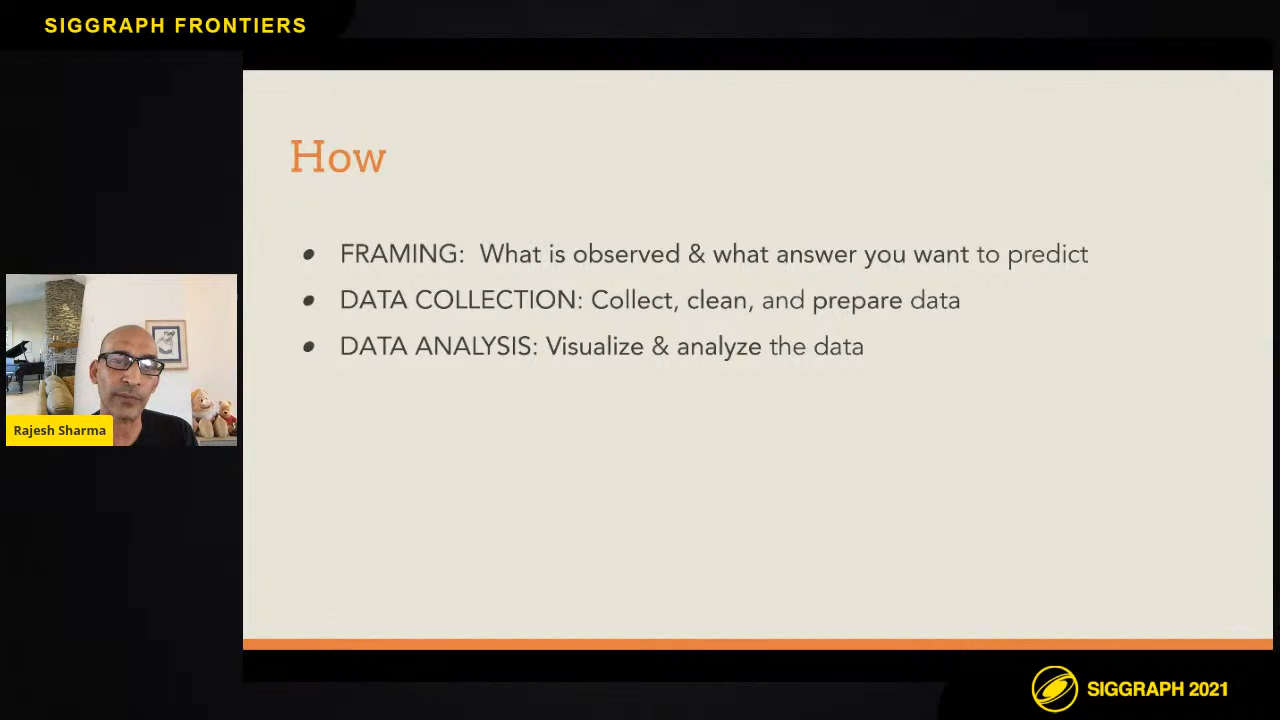 SIGGRAPH FRONTIERS
How
• FRAMING: What is observed & what answer you want to predict
• DATA COLLECTION: Collect, clean, and prepare data
• DATA ANALYSIS: Visualize & analyze the data
Rajesh Sharma
SIGGRAPH 2021